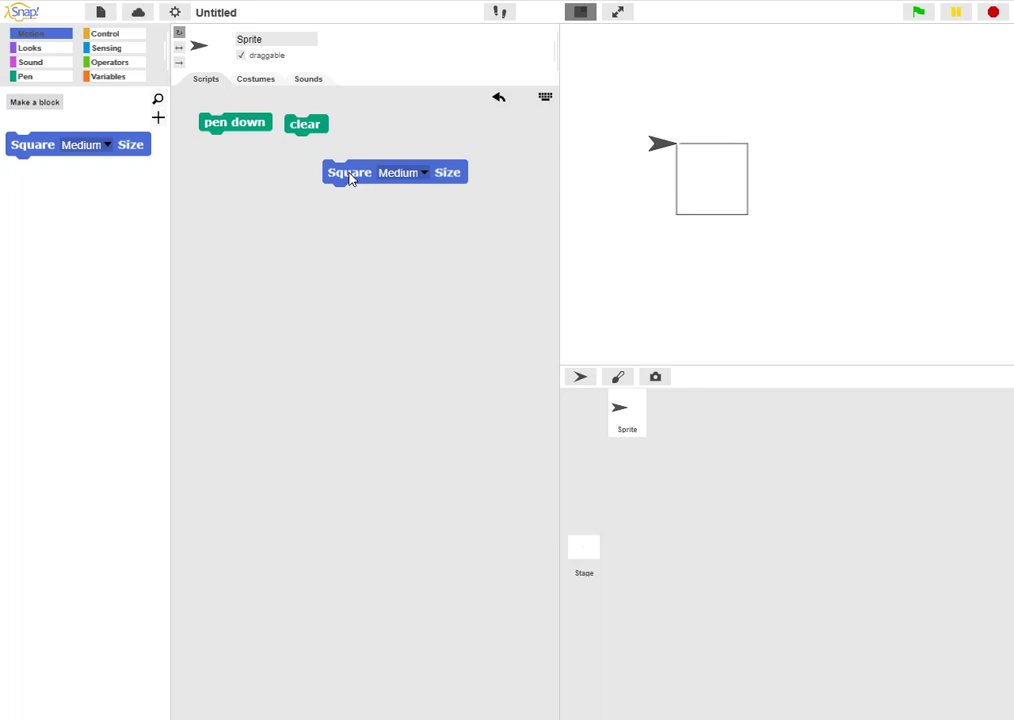 Snap!
Untitled
Motion
Control
Looks
Sensing
Sound
Operators
Pen
Variables
Make a block
Square Medium Size
Sprite
draggable
Scripts
Costumes
Sounds
pen down
clear
Square Medium Size
Sprite
Stage